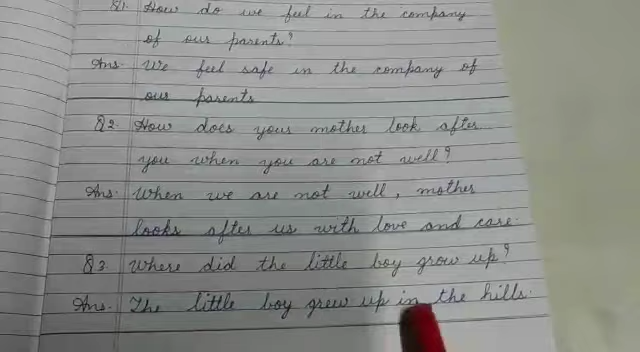 Q1. How do we feel in the company
of our parents?
Ans. We feel safe in the company of
our parents
Q2. How does your mother look after
you when you are not well?
Ans. When we are not well, mother
looks after us with love and care.
Q3. Where did the little boy grow up?
Ans. The little boy grew up in the hills.